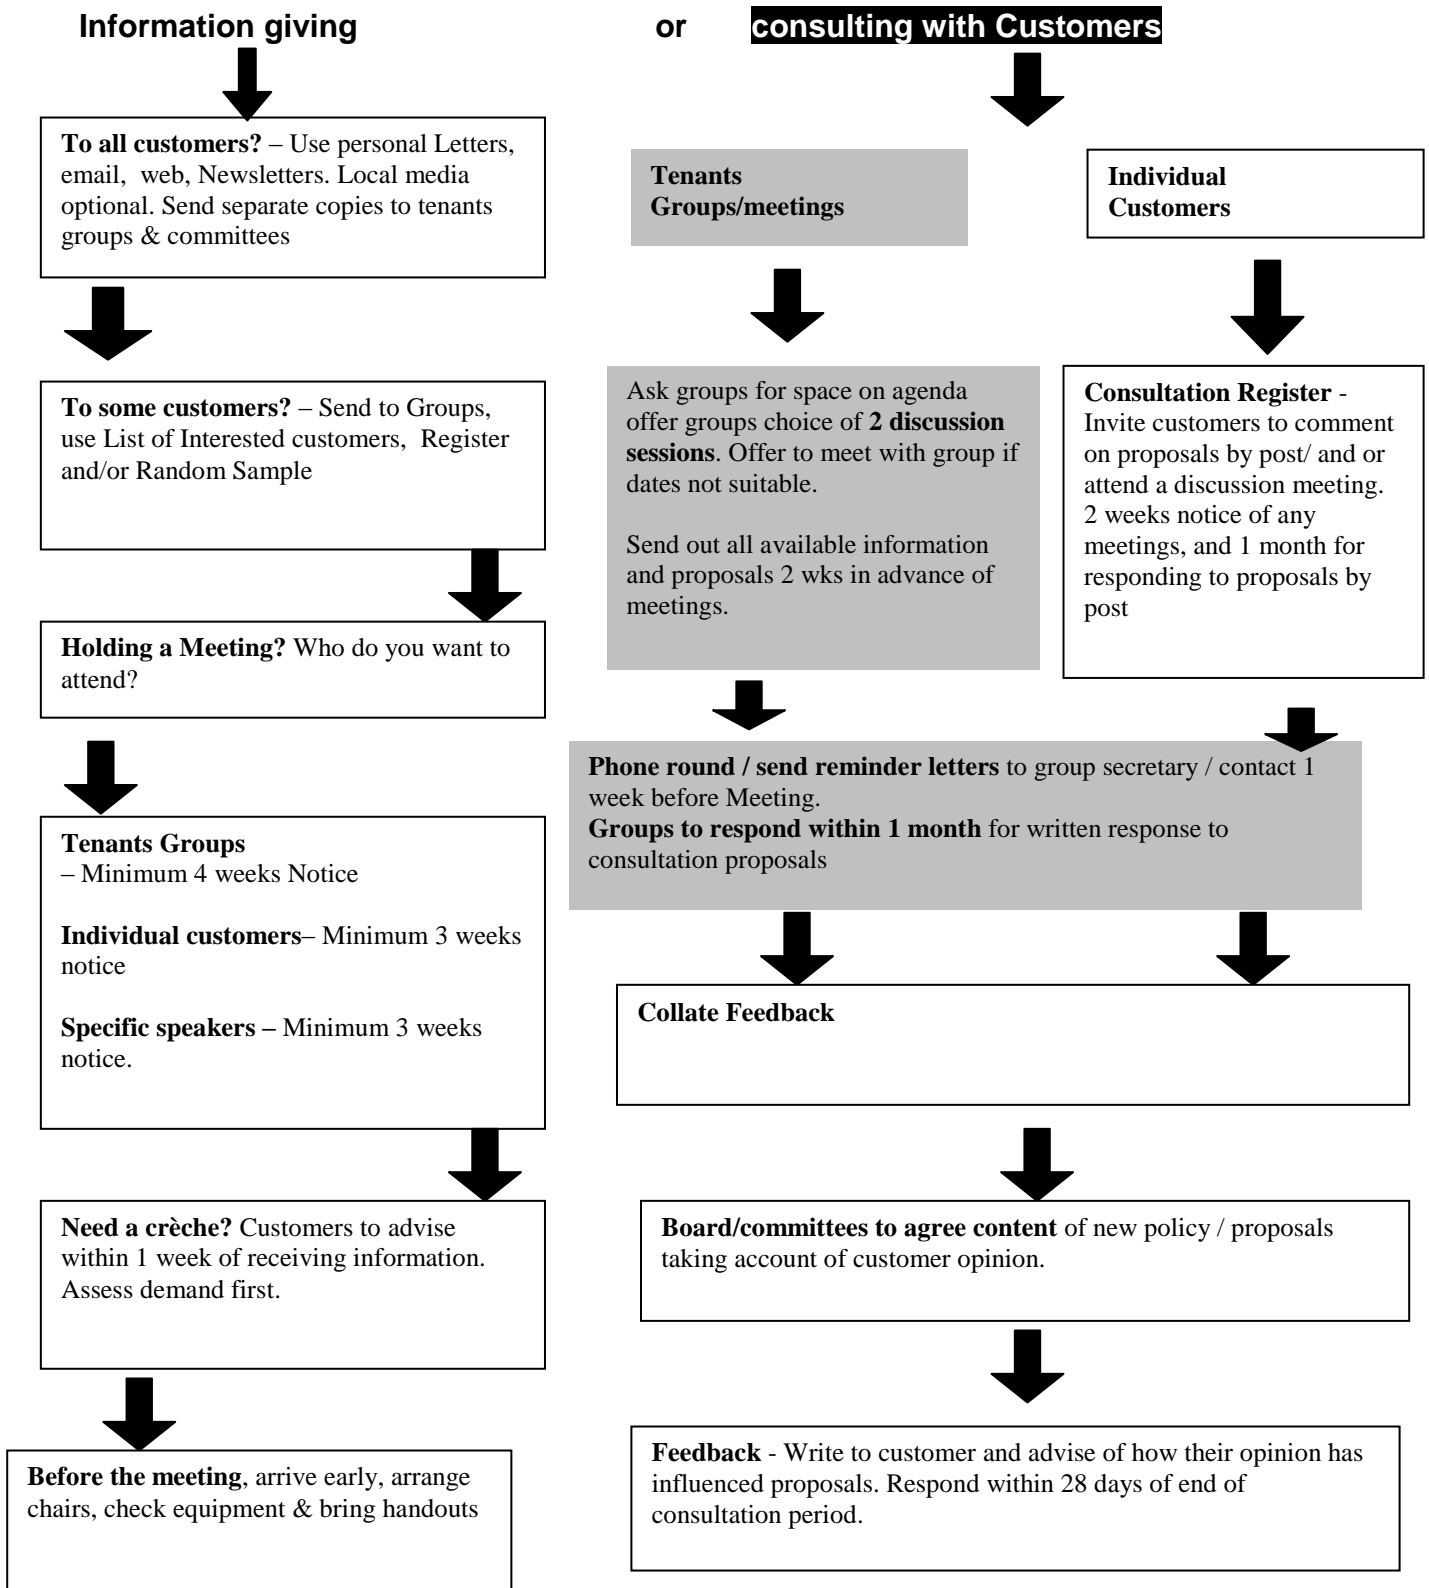 Information giving or consulting with Customers
To all customers? – Use personal Letters,
email, web, Newsletters. Local media
optional. Send separate copies to tenants
groups & committees
To some customers? – Send to Groups,
use List of Interested customers, Register
and/or Random Sample
Holding a Meeting? Who do you want to
attend?
Tenants Groups
– Minimum 4 weeks Notice
Individual customers– Minimum 3 weeks
notice
Specific speakers – Minimum 3 weeks
notice.
Need a crèche? Customers to advise
within 1 week of receiving information.
Assess demand first.
Before the meeting, arrive early, arrange
chairs, check equipment & bring handouts
Tenants
Groups/meetings
Ask groups for space on agenda
offer groups choice of 2 discussion
sessions. Offer to meet with group if
dates not suitable.
Send out all available information
and proposals 2 wks in advance of
meetings.
Individual
Customers
Consultation Register -
Invite customers to comment
on proposals by post/ and or
attend a discussion meeting.
2 weeks notice of any
meetings, and 1 month for
responding to proposals by
post
Phone round / send reminder letters to group secretary / contact 1
week before Meeting.
Groups to respond within 1 month for written response to
consultation proposals
Collate Feedback
Board/committees to agree content of new policy / proposals
taking account of customer opinion.
Feedback - Write to customer and advise of how their opinion has
influenced proposals. Respond within 28 days of end of
consultation period.